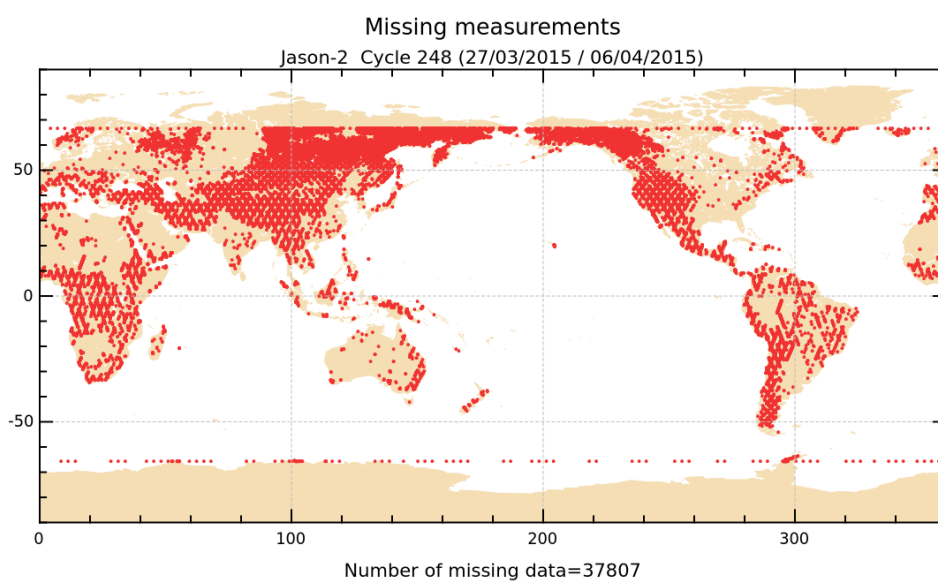 Missing measurements
Jason-2 Cycle 248 (27/03/2015 / 06/04/2015)
50
0
-50
0 100 200 300
Number of missing data=37807